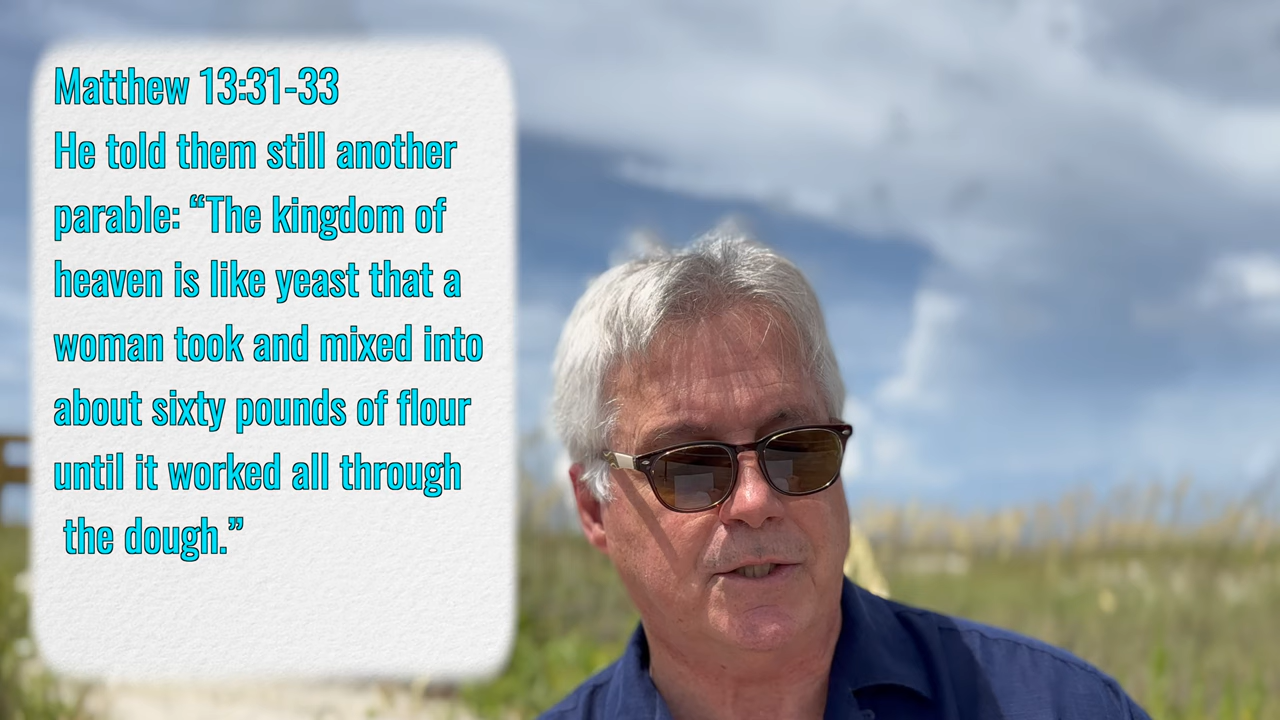 Matthew 13:31-33
He told them still another
parable: “The kingdom of
heaven is like yeast that a
woman took and mixed into
about sixty pounds of flour
until it worked all through
the dough.”